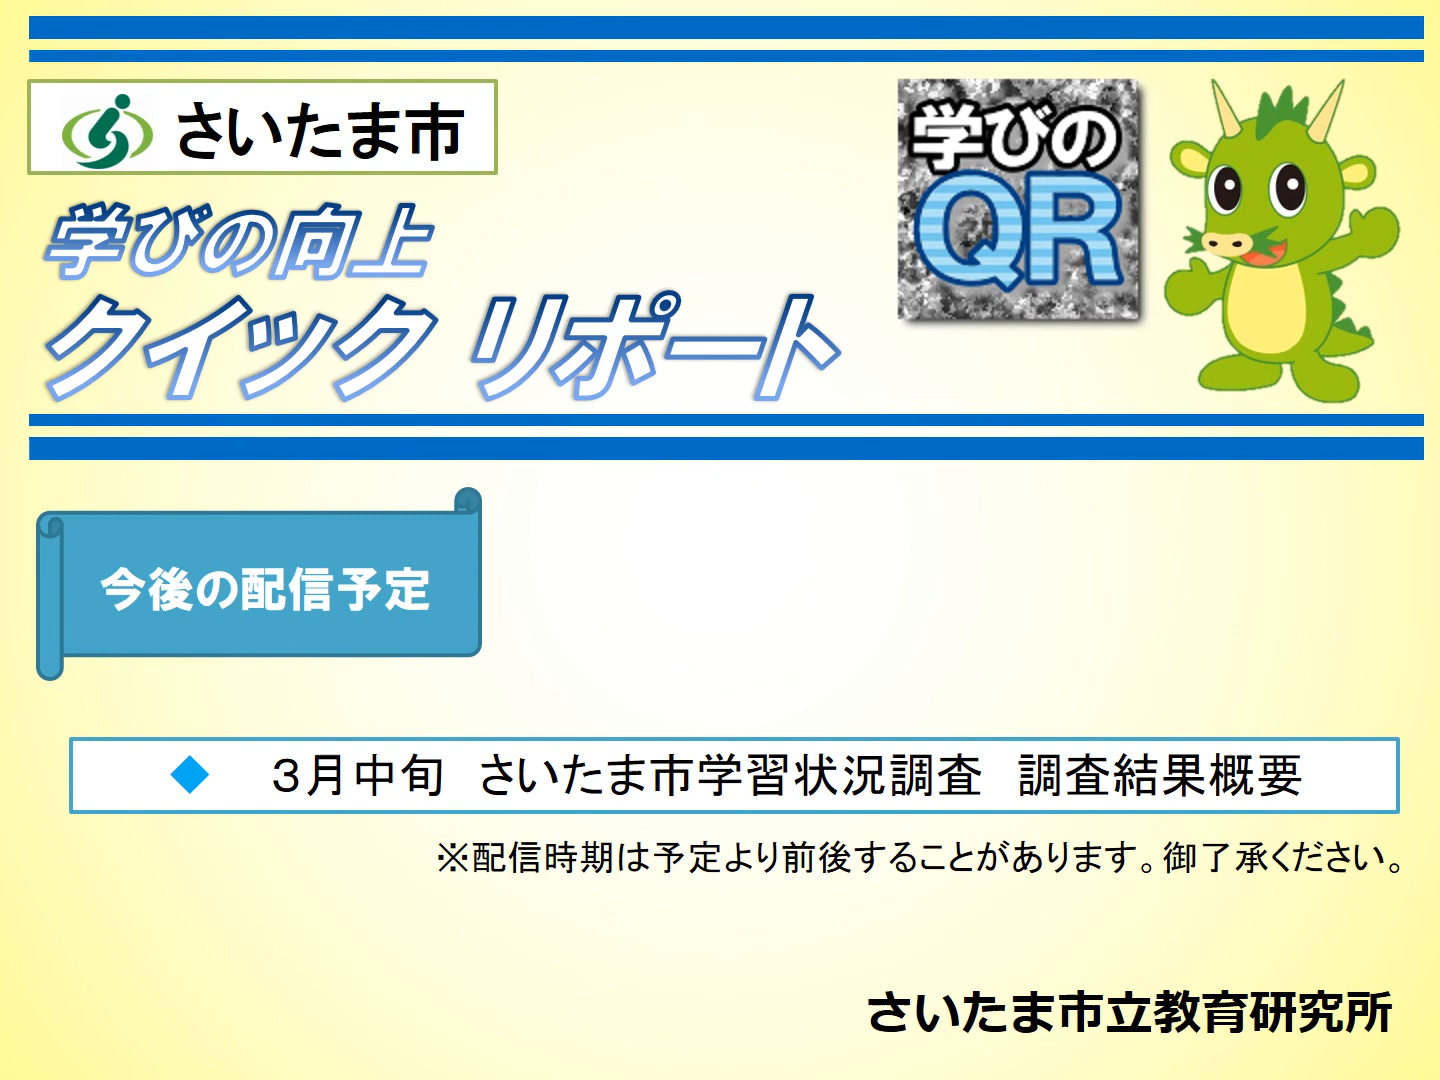 さいたま市
学びの
QR
学びの向上
クイック リポート
今後の配信予定
◆　３月中旬　さいたま市学習状況調査　調査結果概要
※配信時期は予定より前後することがあります。御了承ください。
さいたま市立教育研究所